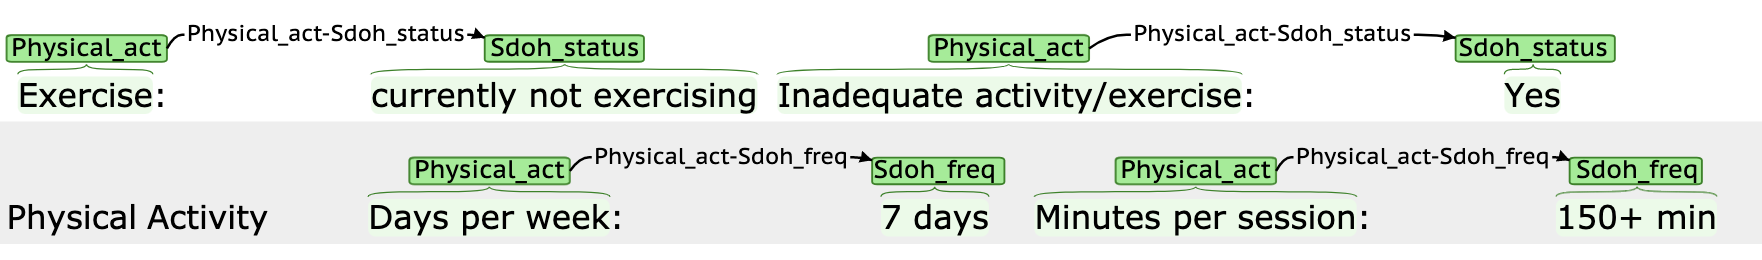 Physical_act Physical_act-Sdoh_status Sdoh_status Physical_act Physical_act-Sdoh_status Sdoh_status
Exercise: currently not exercising Inadequate activity/exercise: Yes
Physical_act Physical_act-Sdoh_freq Sdoh_freq Physical_act Physical_act-Sdoh_freq Sdoh_freq
Physical Activity Days per week: 7 days Minutes per session: 150+ min